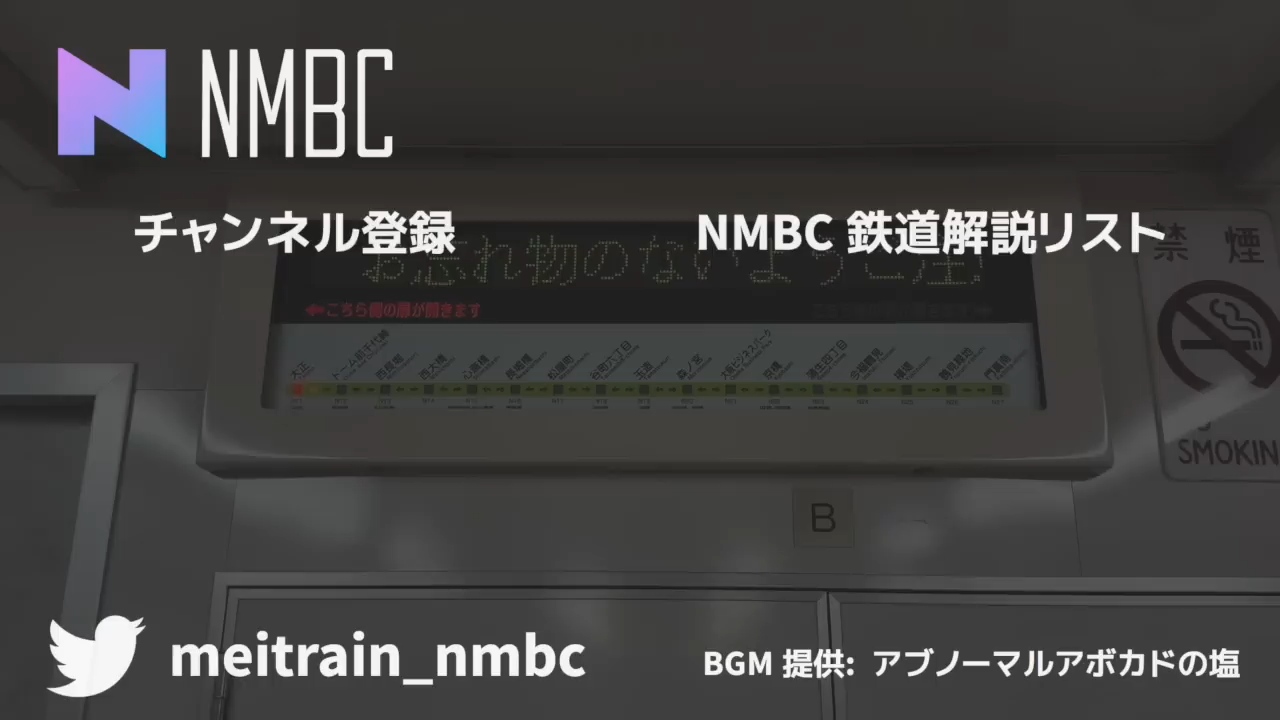 NMBC
チャンネル登録
NMBC 鉄道解説リスト
お忘れ物のないようご注
禁煙
こちら側の扉が開きます
大正 ドーム前千代崎 西長堀 西大橋 心斎橋 長堀橋 松屋町 谷町六丁目 玉造 森ノ宮 大阪ビジネスパーク 京橋 蒲生四丁目 今福鶴見 横堤 鶴見緑地 門真南
SMOKIN
B
meitrain_nmbc
BGM 提供: アブノーマルアボカドの塩